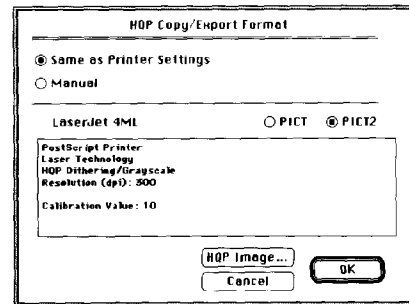 HQP Copy/Export Format
Same as Printer Settings
Manual
LaserJet 4ML PICT PICT2
PostScript Printer
Laser Technology
HQP Dithering/Grayscale
Resolution (dpi): 300
Calibration Value: 10
HQP Image...
OK
Cancel